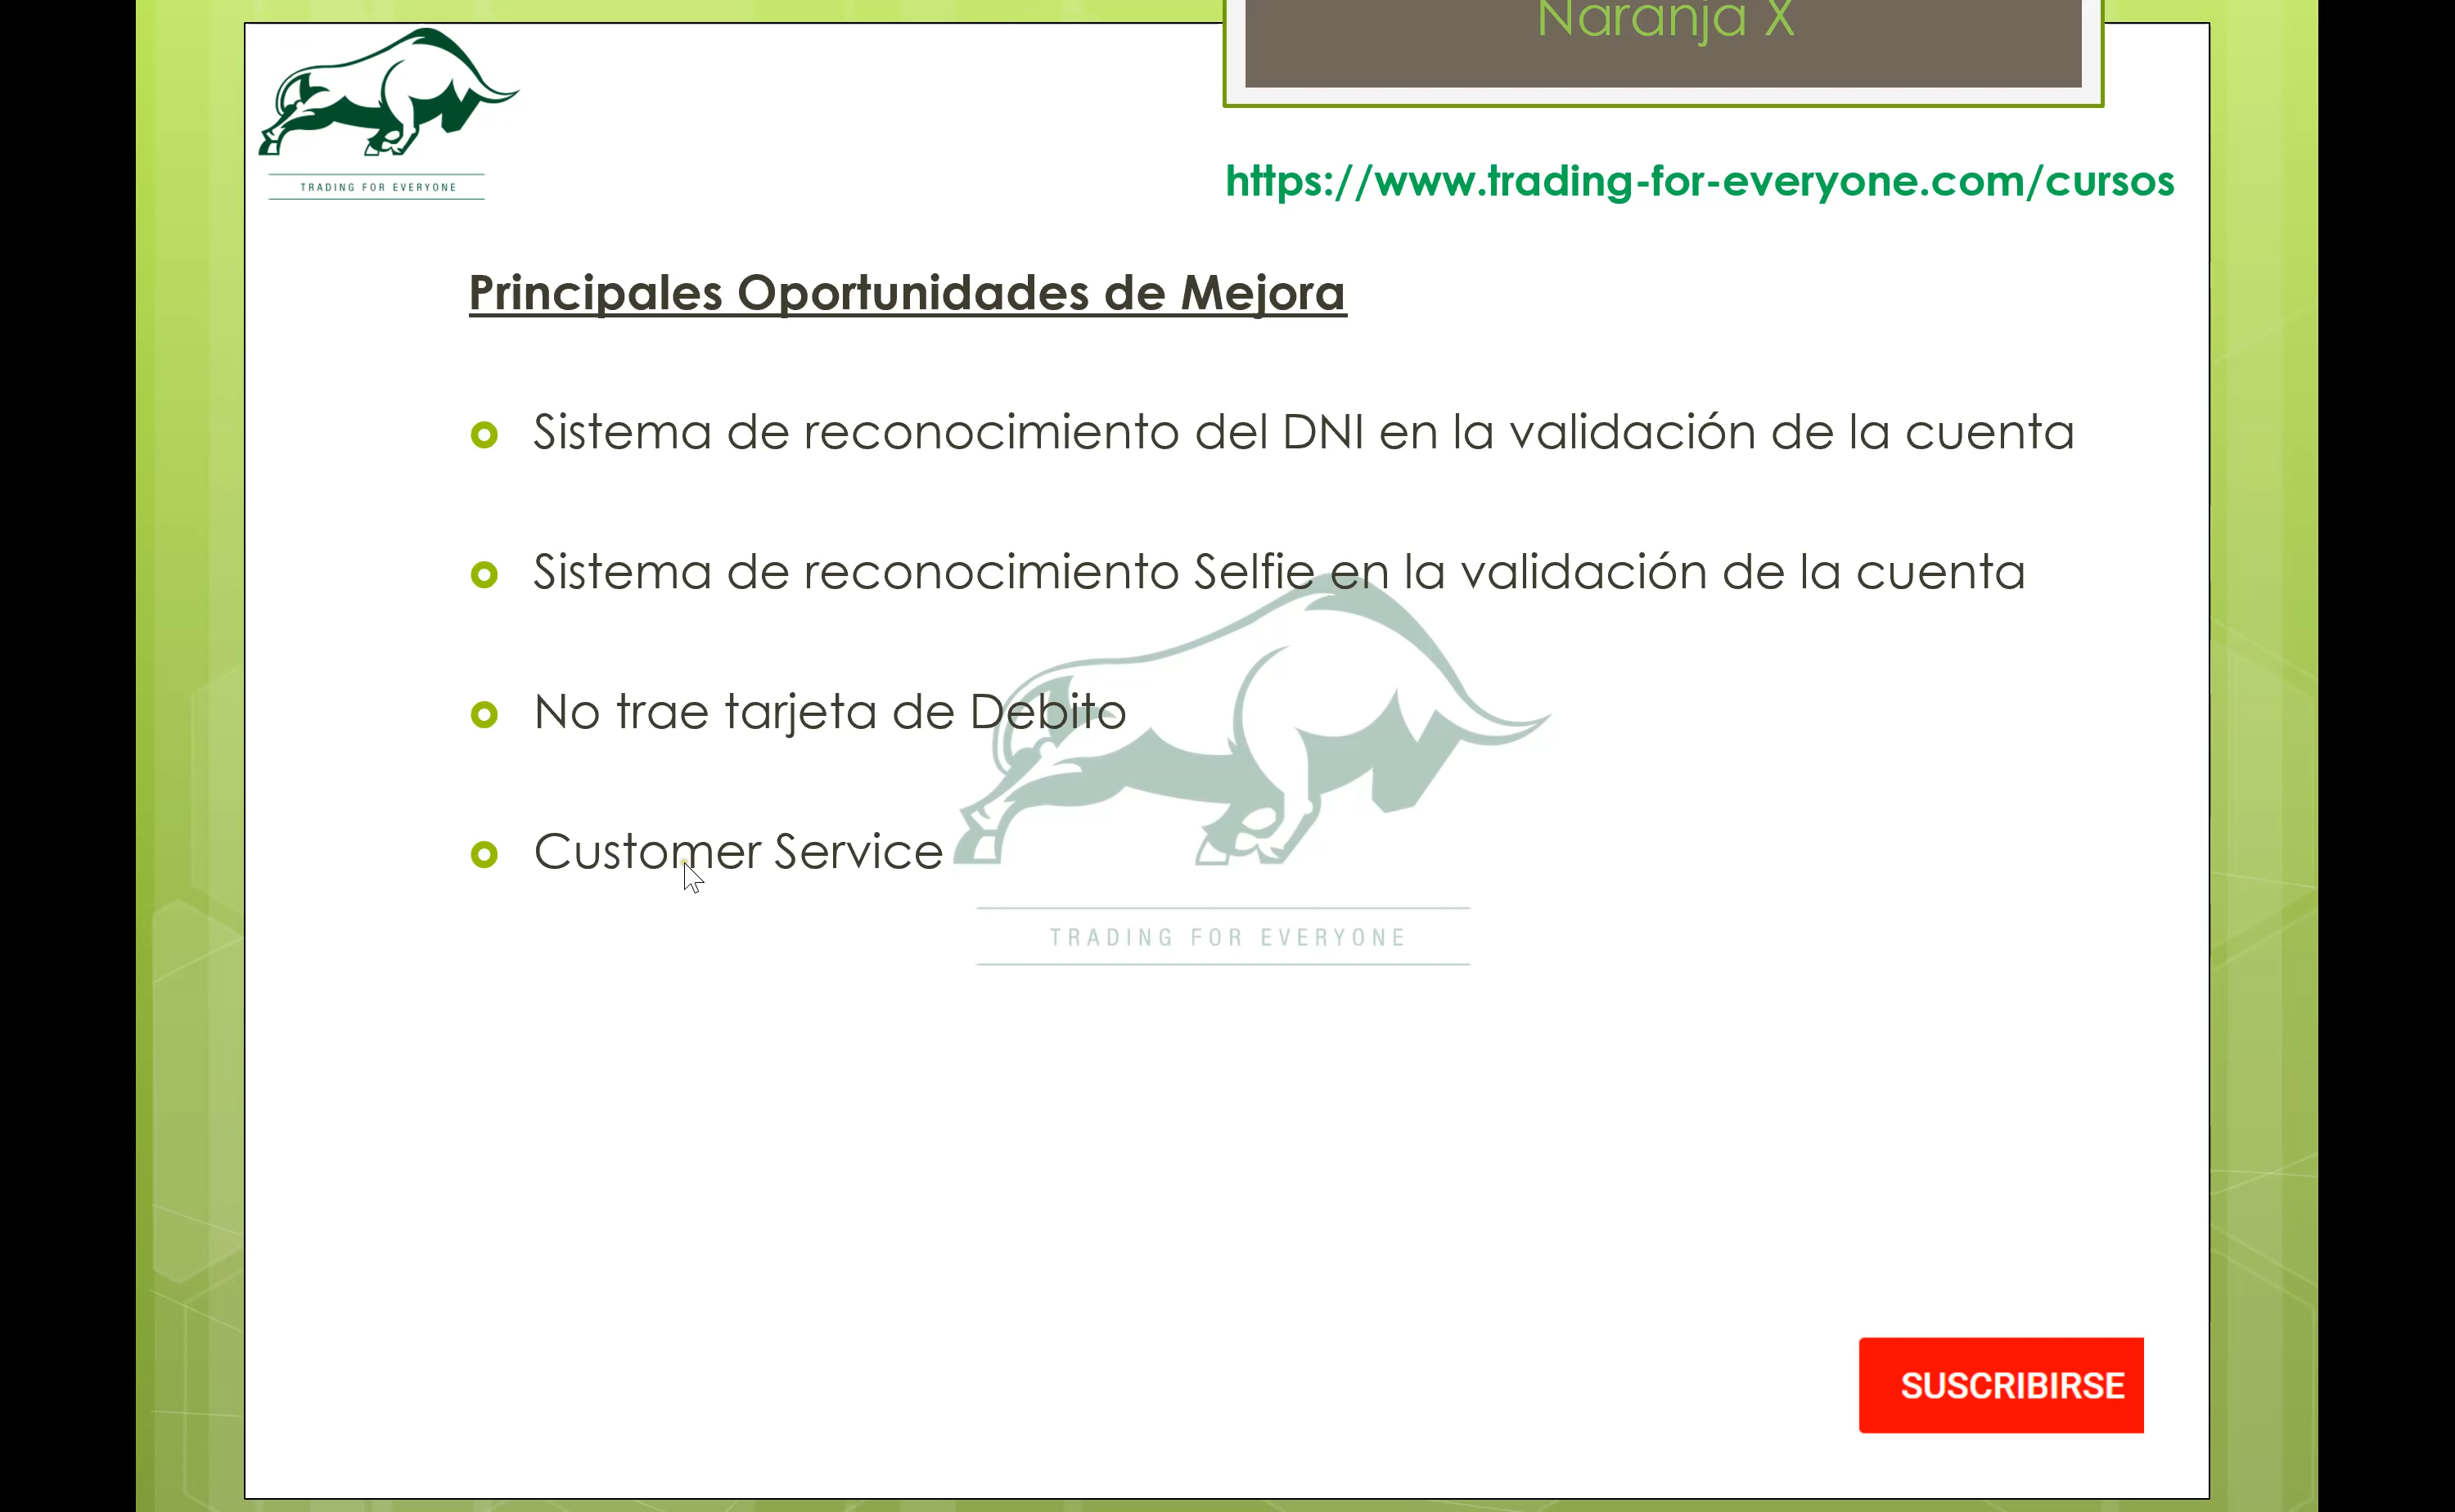 Naranja X
TRADING FOR EVERYONE
https://www.trading-for-everyone.com/cursos
Principales Oportunidades de Mejora
Sistema de reconocimiento del DNI en la validación de la cuenta
Sistema de reconocimiento Selfie en la validación de la cuenta
No trae tarjeta de Debito
Customer Service
TRADING FOR EVERYONE
SUSCRIBIRSE